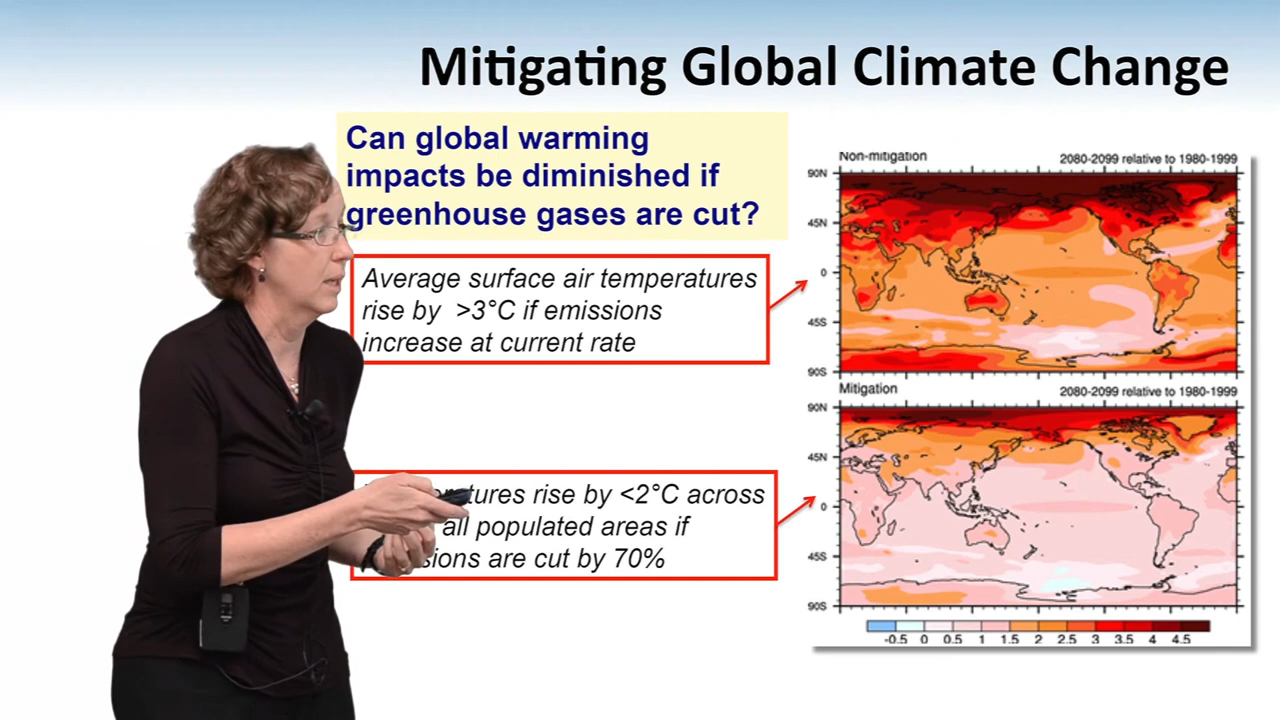 Mitigating Global Climate Change
Can global warming
impacts be diminished if
greenhouse gases are cut?
Average surface air temperatures
rise by >3°C if emissions
increase at current rate
rise by <2°C across
all populated areas if
are cut by 70%
Non-mitigation 2080-2099 relative to 1980-1999
90N
45N
0
45S
90S
Mitigation 2080-2099 relative to 1980-1999
90N
45N
0
45S
90S
-0.5 0 0.5 1 1.5 2 2.5 3 3.5 4 4.5